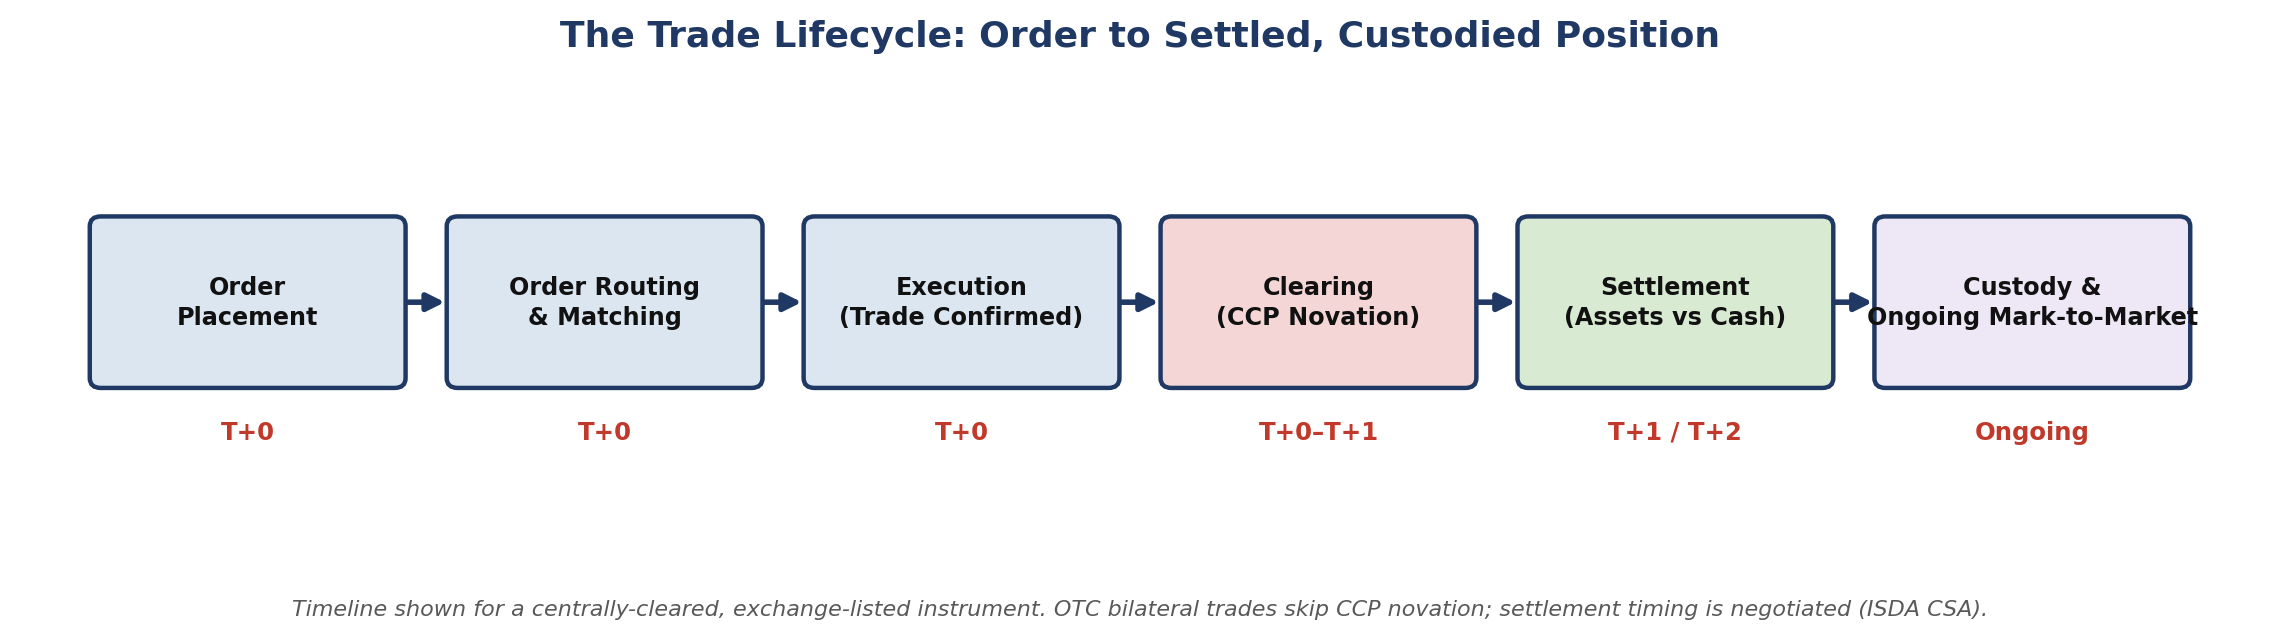 The Trade Lifecycle: Order to Settled, Custodied Position
Order
Placement
Order Routing
& Matching
Execution
(Trade Confirmed)
Clearing
(CCP Novation)
Settlement
(Assets vs Cash)
Custody &
Ongoing Mark-to-Market
T+0
T+0
T+0
T+0–T+1
T+1 / T+2
Ongoing
Timeline shown for a centrally-cleared, exchange-listed instrument. OTC bilateral trades skip CCP novation; settlement timing is negotiated (ISDA CSA).